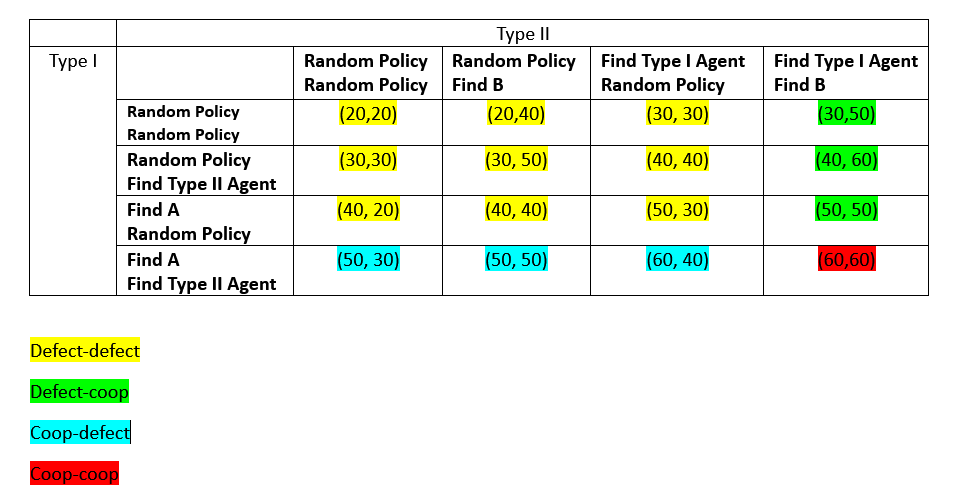 Type II
Type I
Random Policy Random Policy Find Type I Agent Find Type I Agent
Random Policy Find B Random Policy Find B
Random Policy (20,20) (20,40) (30, 30) (30,50)
Random Policy
Random Policy (30,30) (30, 50) (40, 40) (40, 60)
Find Type II Agent
Find A (40, 20) (40, 40) (50, 30) (50, 50)
Random Policy
Find A (50, 30) (50, 50) (60, 40) (60,60)
Find Type II Agent
Defect-defect
Defect-coop
Coop-defect
Coop-coop